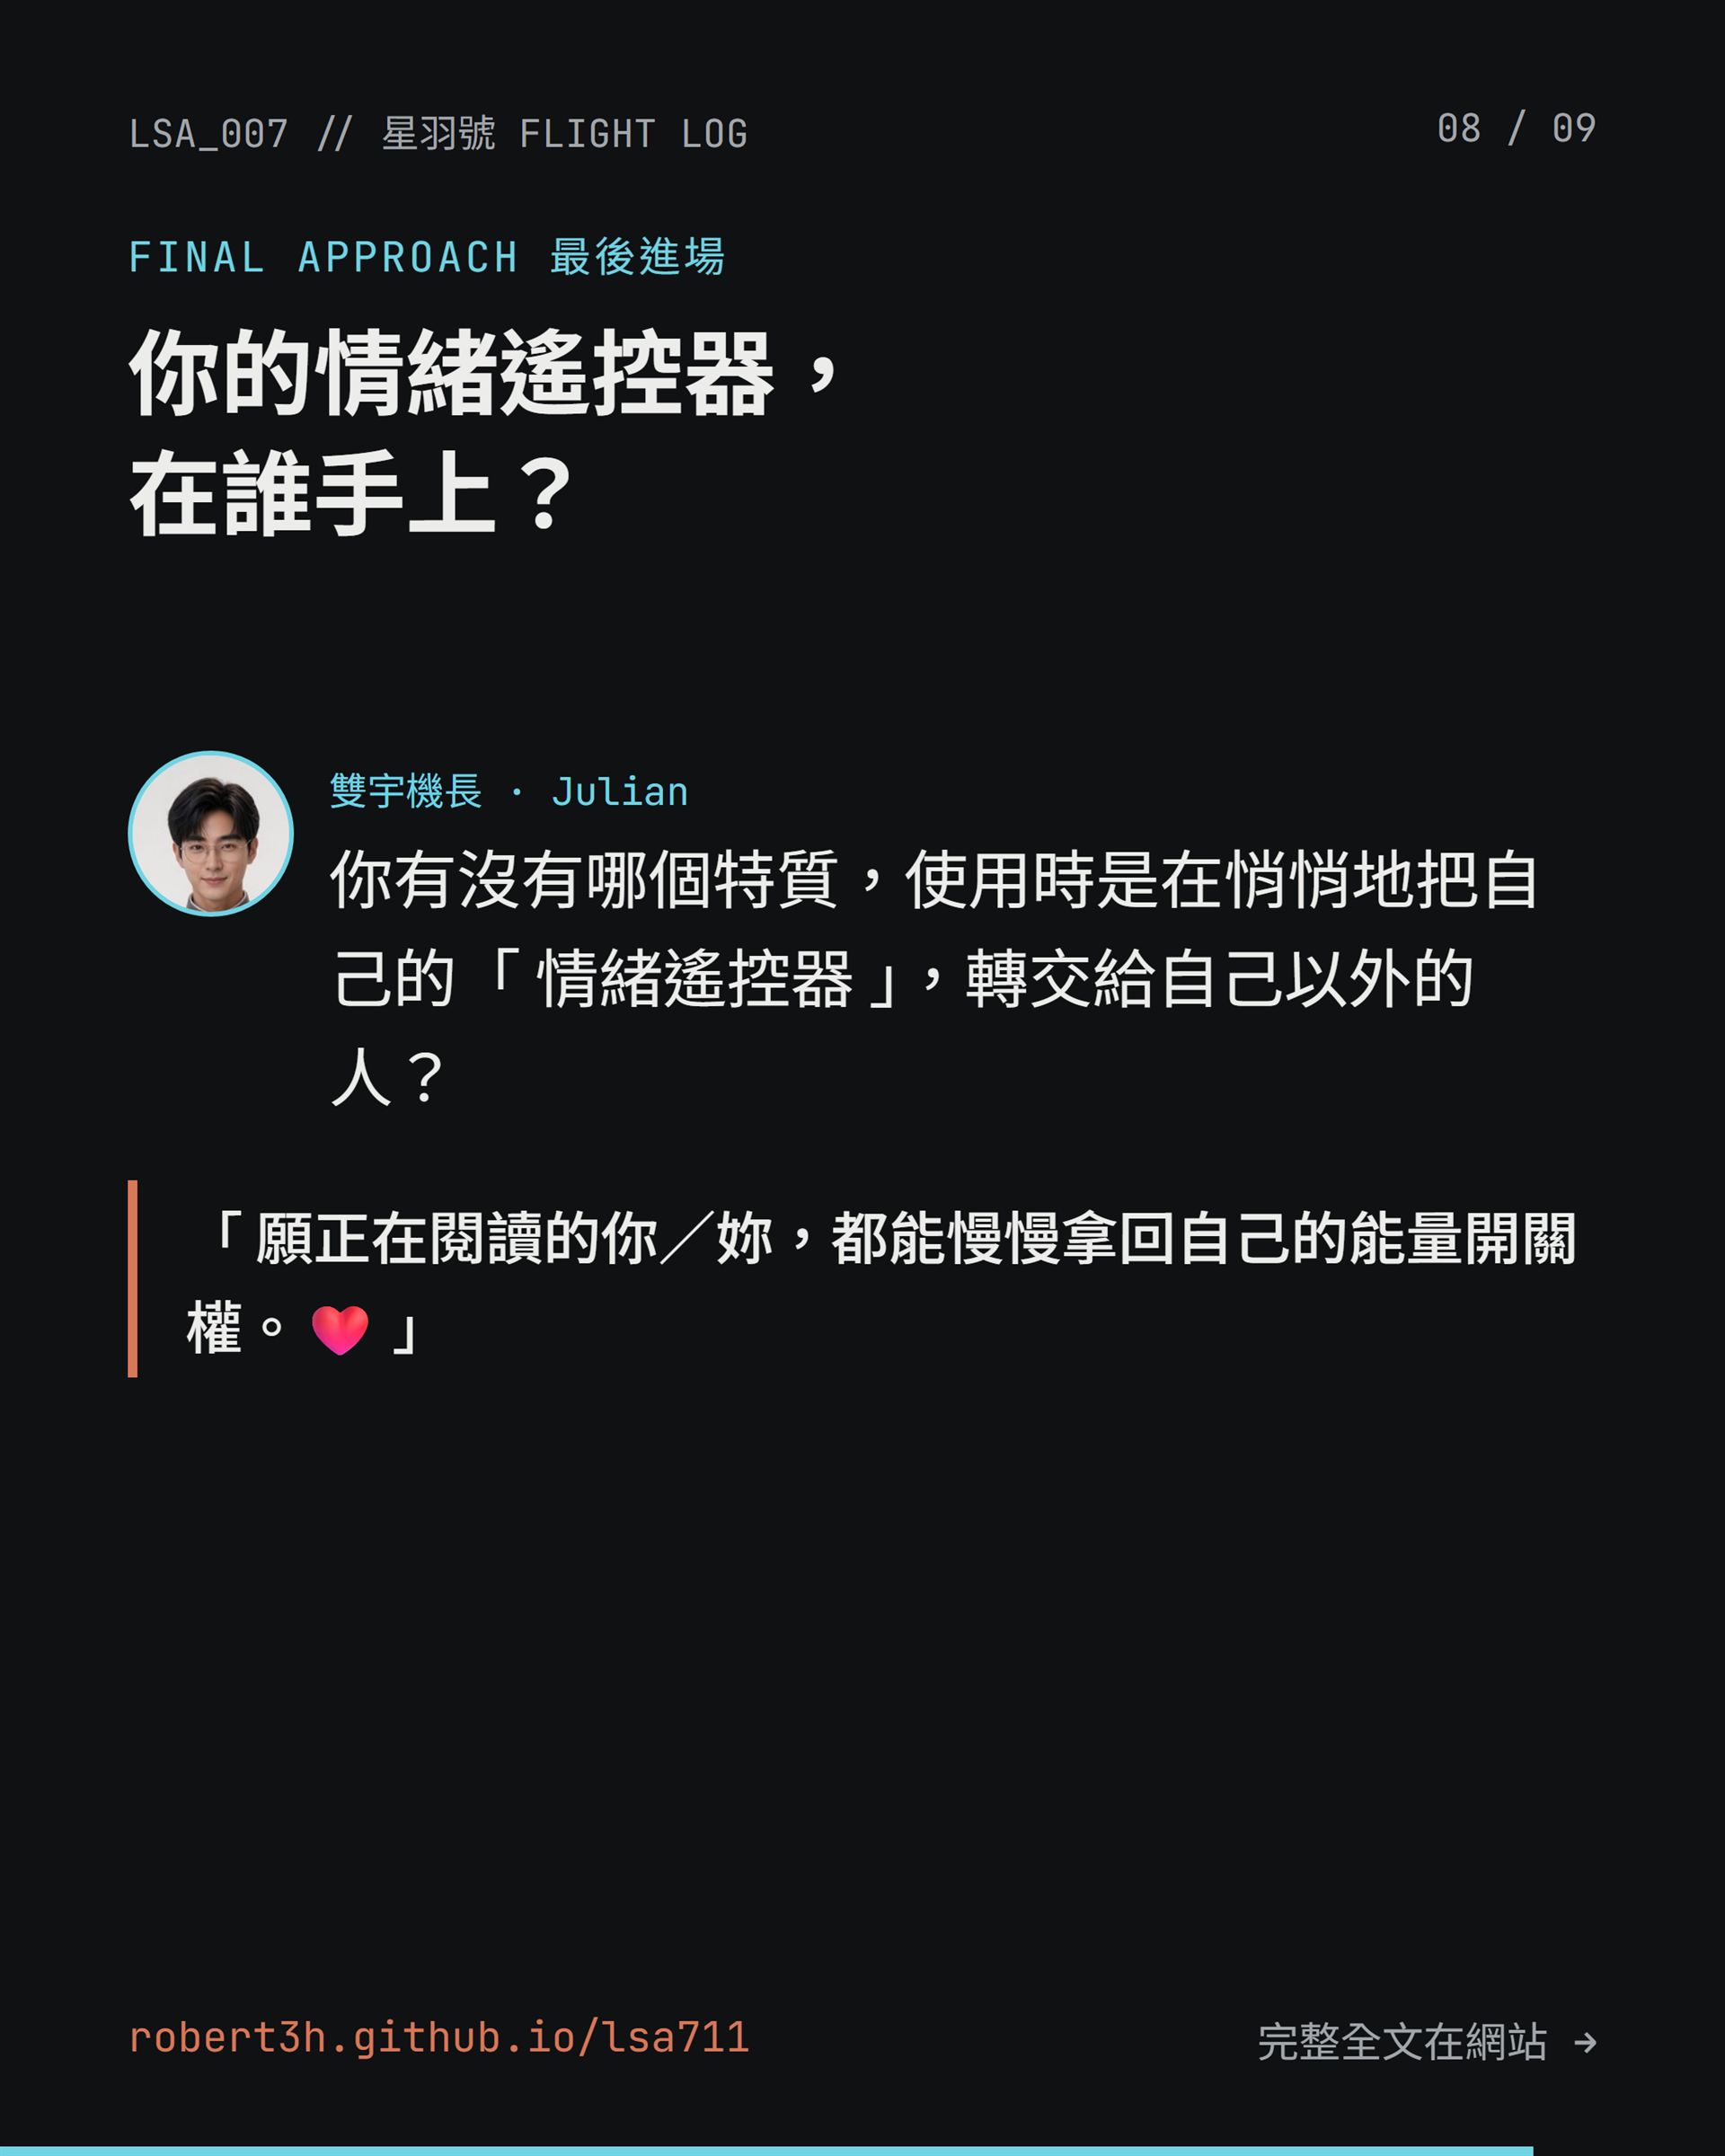 LSA_007 // 星羽號 FLIGHT LOG
08 / 09
FINAL APPROACH 最後進場
你的情緒遙控器，
在誰手上？
雙宇機長 · Julian
你有沒有哪個特質，使用時是在悄悄地把自
己的「情緒遙控器」，轉交給自己以外的
人？
「願正在閱讀的你／妳，都能慢慢拿回自己的能量開關
權。❤️」
robert3h.github.io/lsa711
完整全文在網站 →